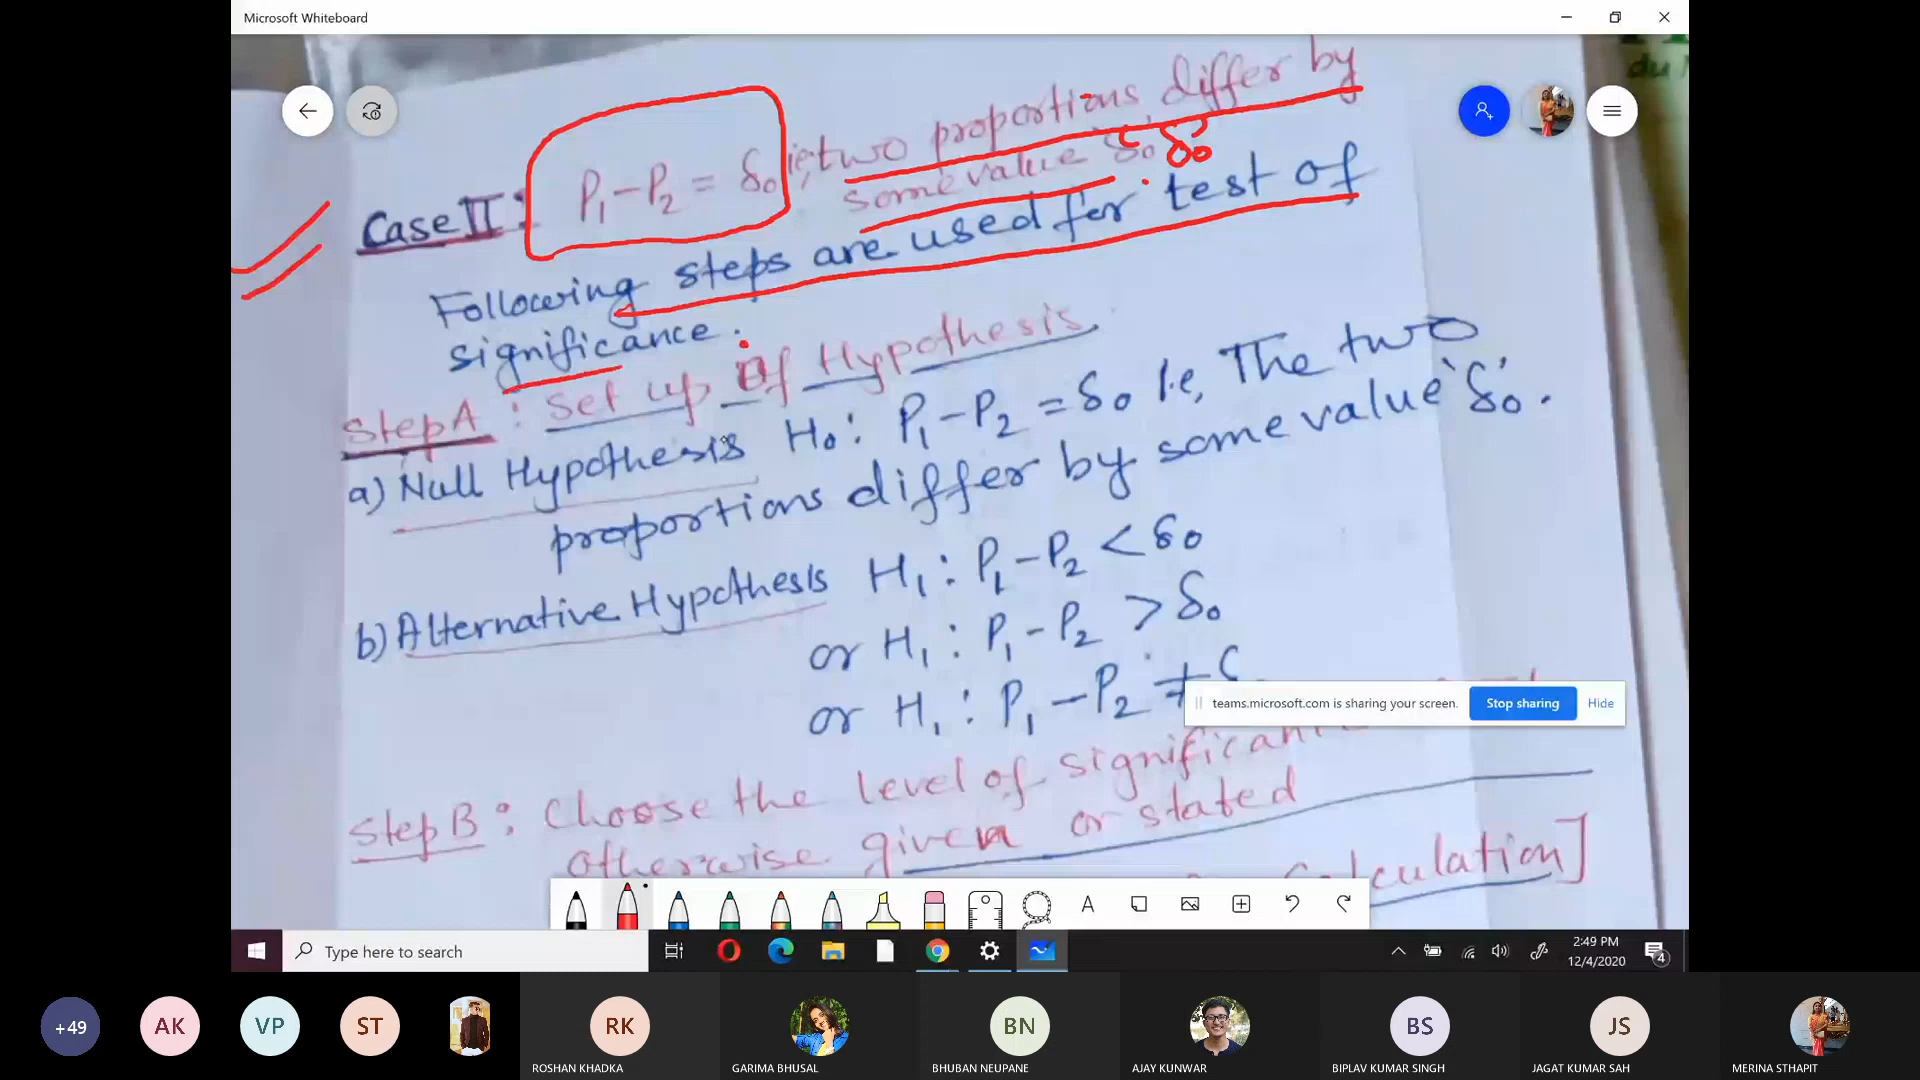 Microsoft Whiteboard
Case II: P₁-P₂ = δ₀ i.e, two proportions differ by
some value 'δ₀' δ₀
Following steps are used for test of
significance.
Step A: Set up of Hypothesis
a) Null Hypothesis H₀: P₁-P₂ = δ₀ i.e, The two
proportions differ by some value 'δ₀'.
b) Alternative Hypothesis H₁: P₁-P₂ < δ₀
or H₁: P₁-P₂ > δ₀
or H₁: P₁-P₂ ≠
teams.microsoft.com is sharing your screen. Stop sharing Hide
Step B: Choose the level of
otherwise given or stated
calculation]
A
Type here to search
2:49 PM
12/4/2020
4
+49 AK VP ST RK BN BS JS
ROSHAN KHADKA GARIMA BHUSAL BHUBAN NEUPANE AJAY KUNWAR BIPLAV KUMAR SINGH JAGAT KUMAR SAH MERINA STHAPIT